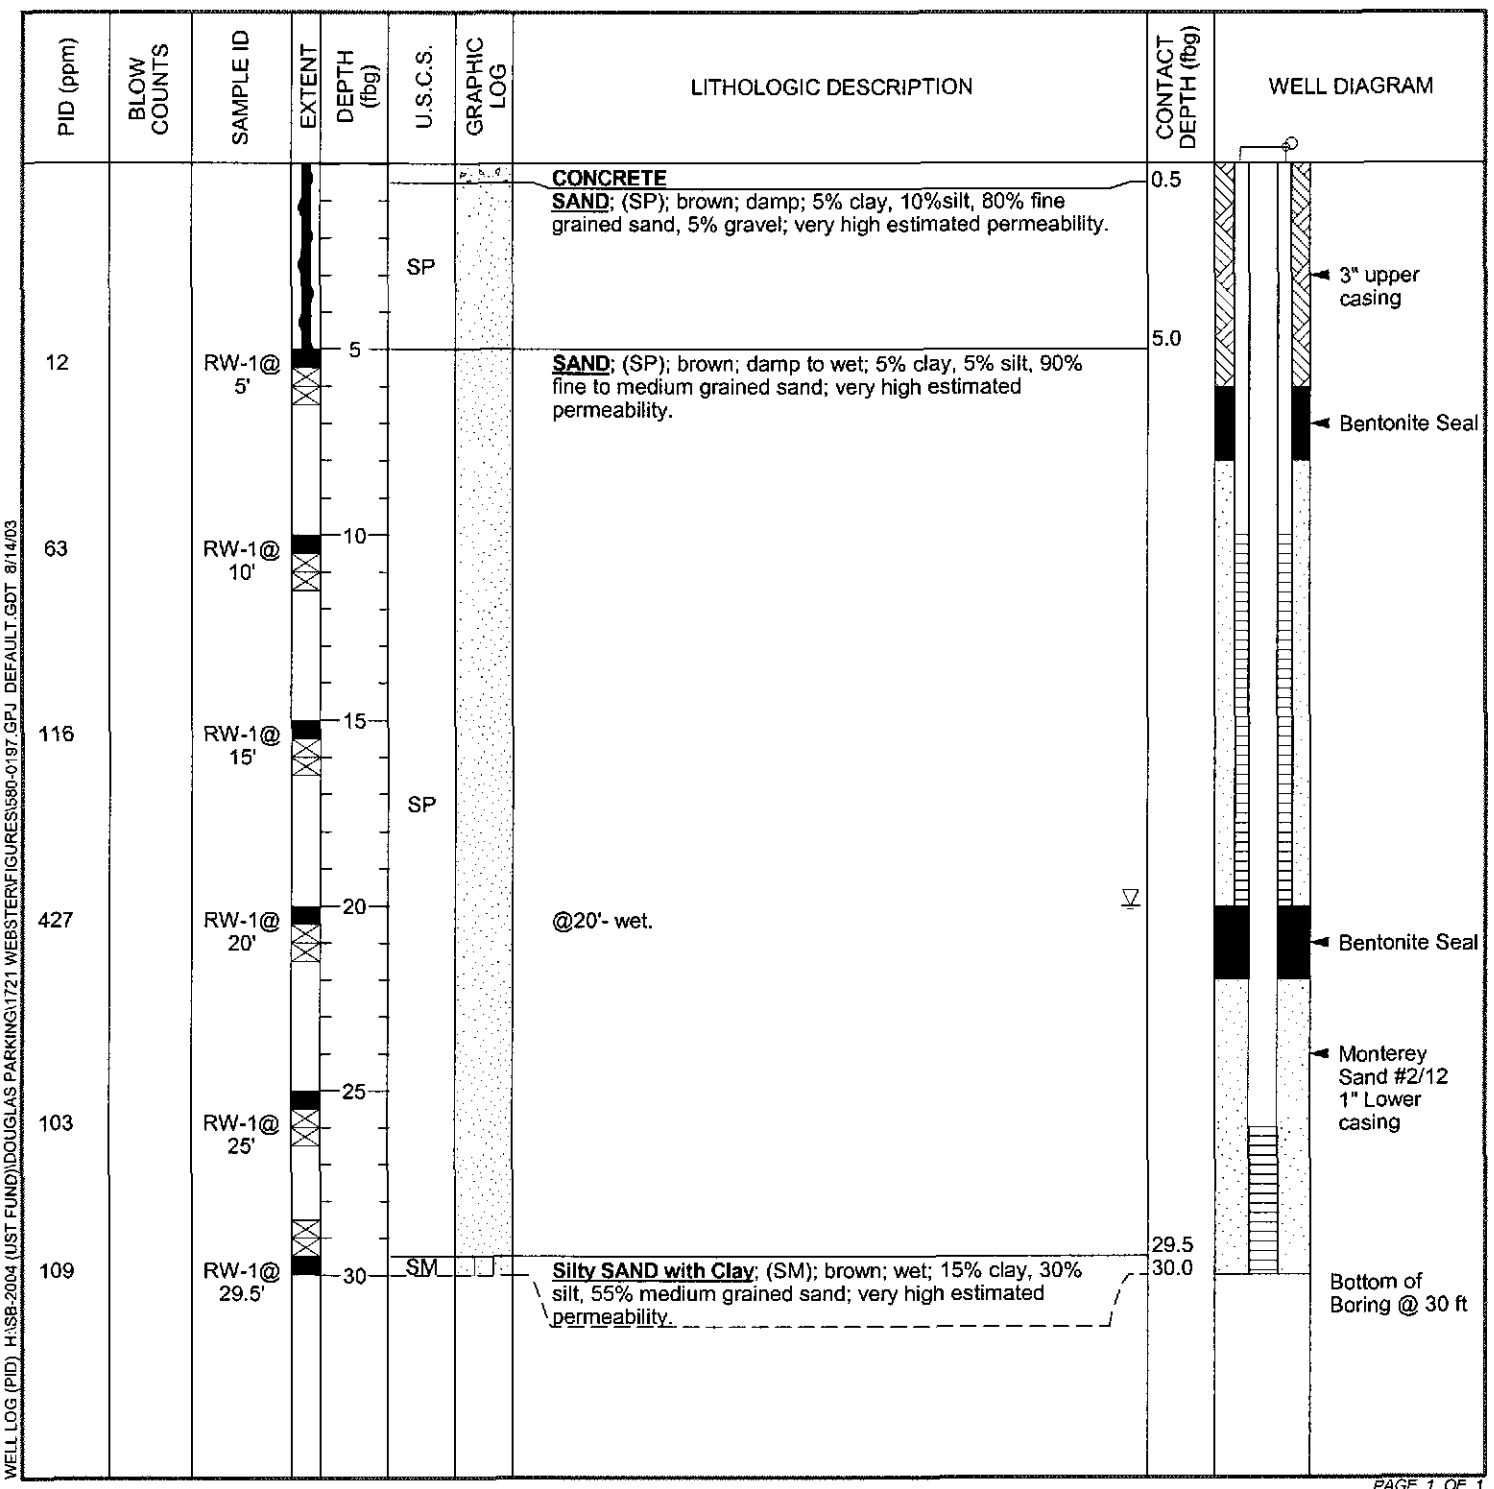 PID (ppm)
BLOW
COUNTS
SAMPLE ID
EXTENT
DEPTH
(fbg)
U.S.C.S.
GRAPHIC
LOG
LITHOLOGIC DESCRIPTION
CONTACT
DEPTH (fbg)
WELL DIAGRAM
CONCRETE
0.5
SAND; (SP); brown; damp; 5% clay, 10%silt, 80% fine
grained sand, 5% gravel; very high estimated permeability.
SP
3" upper
casing
5
5.0
12
RW-1@
5'
SAND; (SP); brown; damp to wet; 5% clay, 5% silt, 90%
fine to medium grained sand; very high estimated
permeability.
Bentonite Seal
10
63
RW-1@
10'
15
116
RW-1@
15'
SP
20
427
RW-1@
20'
@20'- wet.
Bentonite Seal
Monterey
Sand #2/12
1" Lower
casing
25
103
RW-1@
25'
29.5
109
RW-1@
29.5'
30
SM
Silty SAND with Clay; (SM); brown; wet; 15% clay, 30%
silt, 55% medium grained sand; very high estimated
permeability.
30.0
Bottom of
Boring @ 30 ft
WELL LOG (PID) H:\SB-2004 (UST FUND)\DOUGLAS PARKING\1721 WEBSTER\FIGURES\580-0197.GPJ DEFAULT.GDT 8/14/03
PAGE 1 OF 1